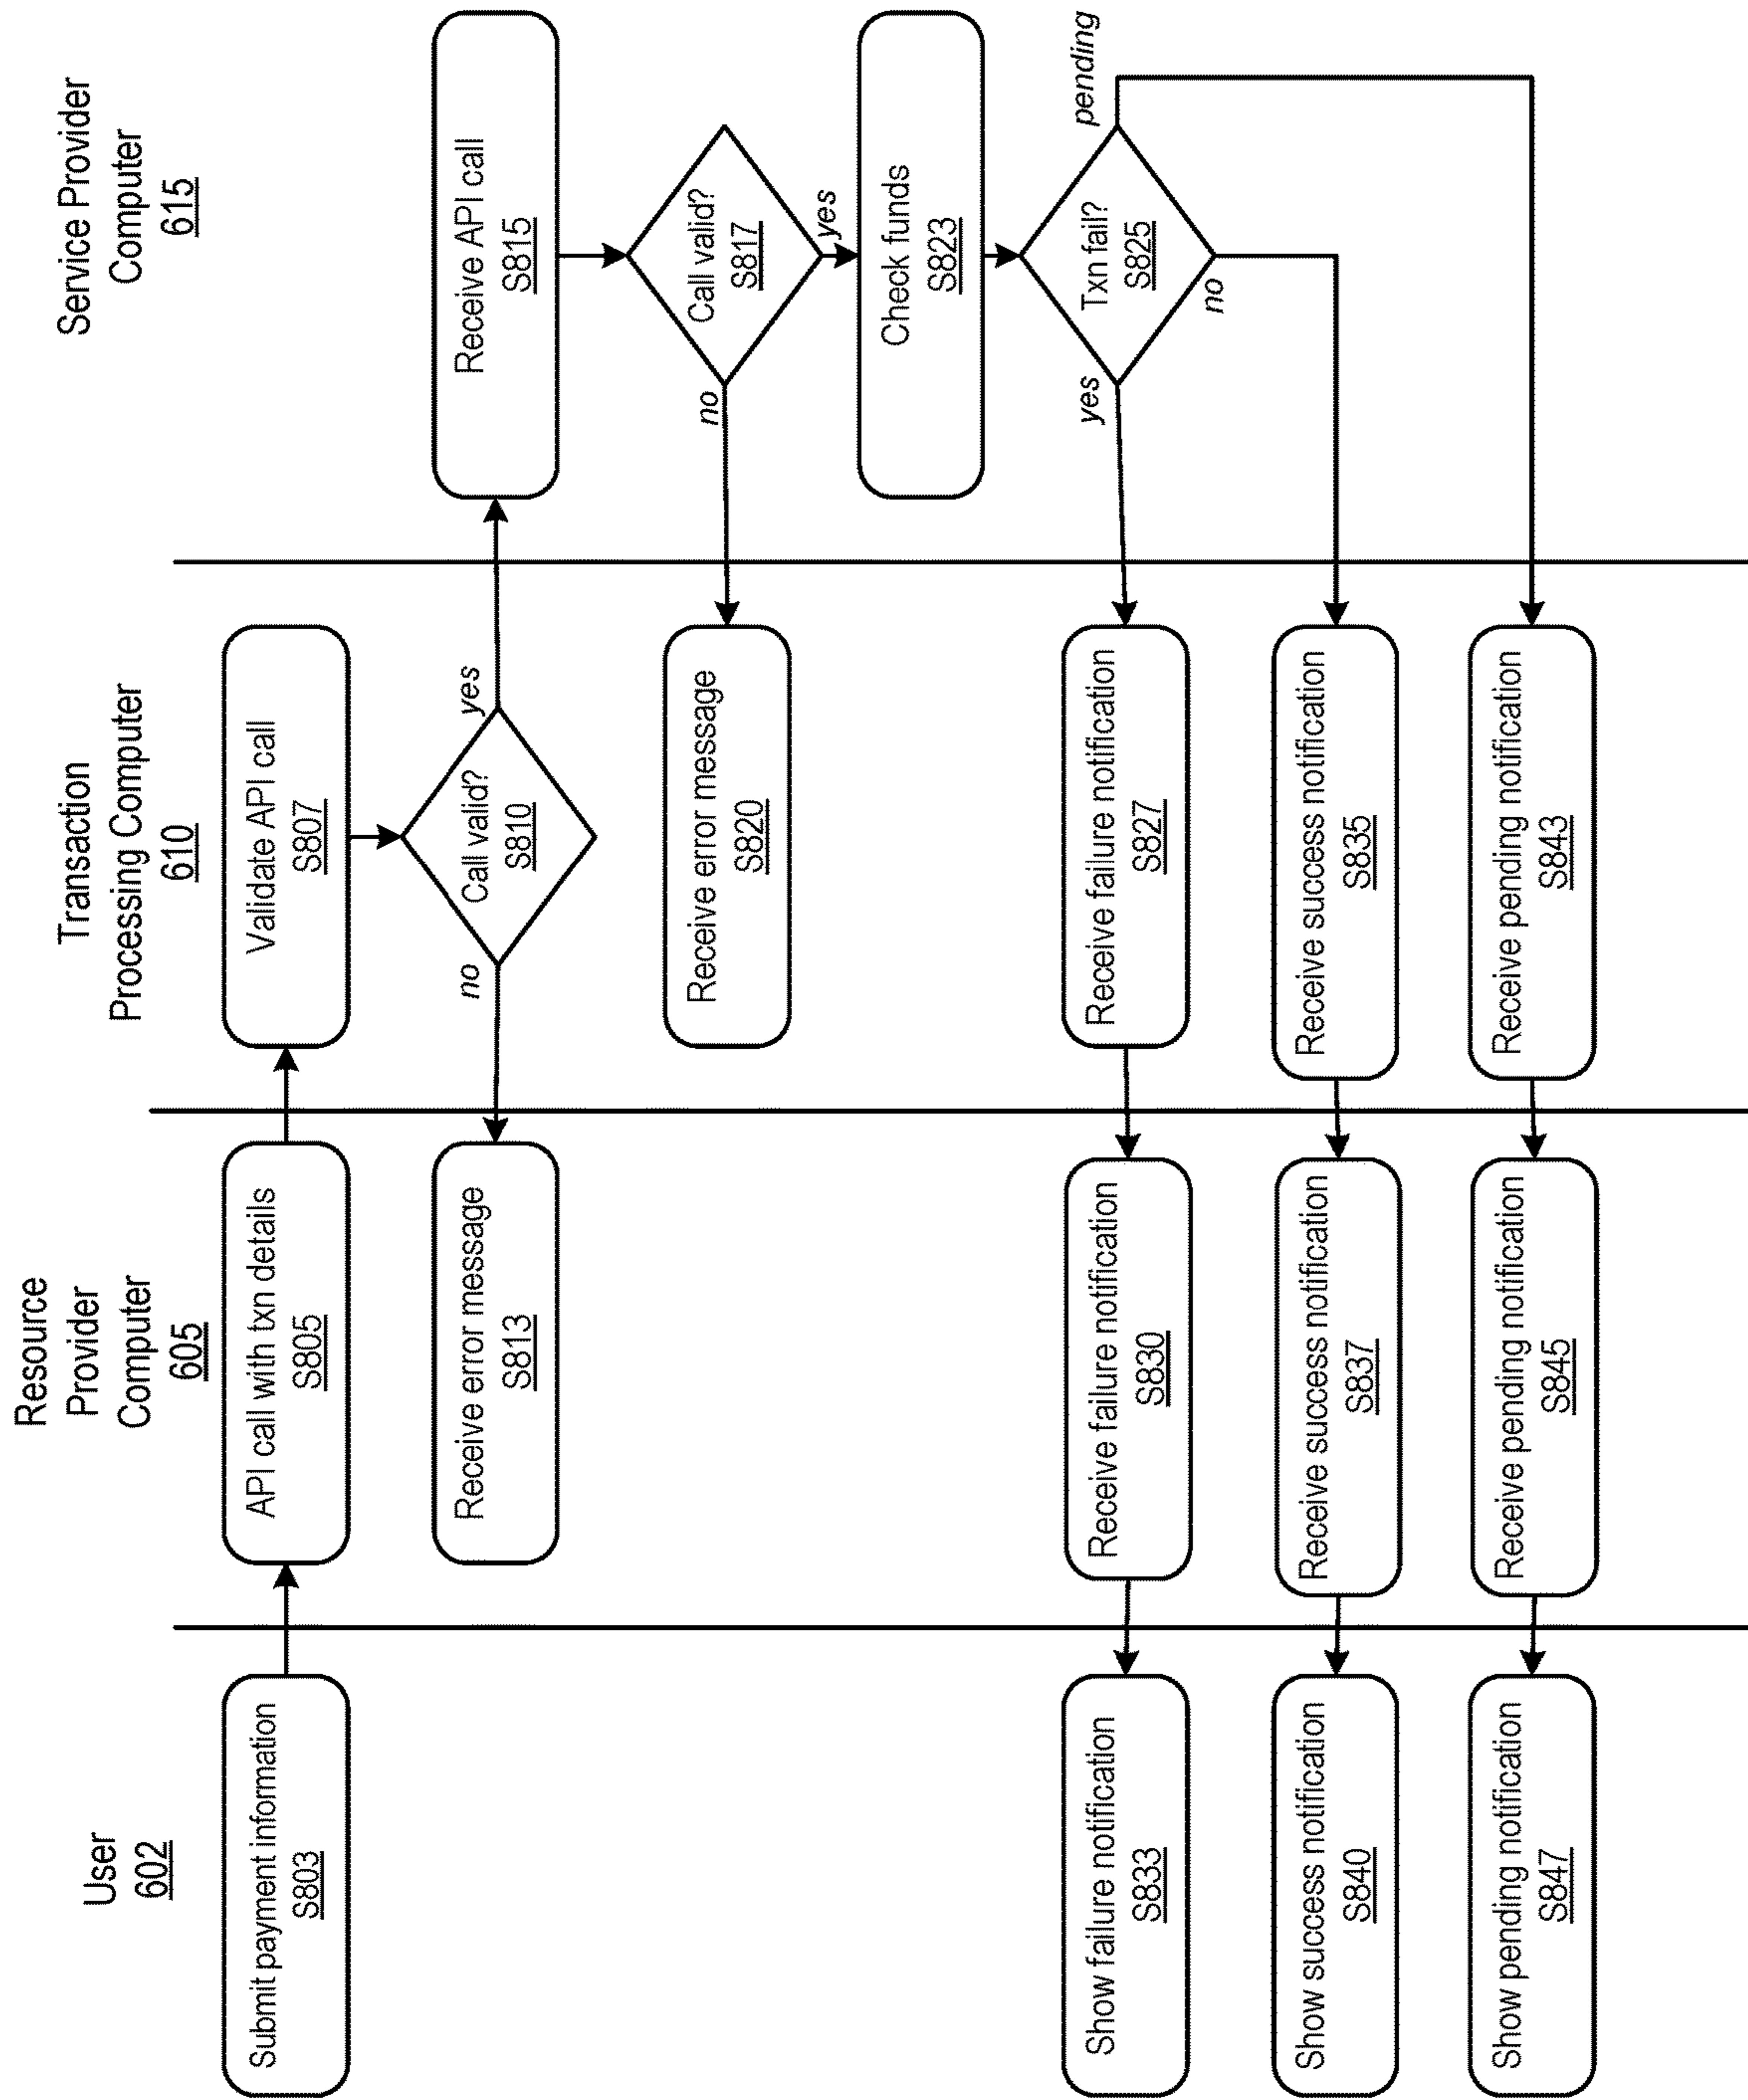 User
602
Resource
Provider
Computer
605
Transaction
Processing Computer
610
Service Provider
Computer
615
Submit payment information
S803
API call with txn details
S805
Validate API call
S807
Call valid?
S810
no
yes
Receive error message
S813
Receive API call
S815
Call valid?
S817
no
yes
Receive error message
S820
Check funds
S823
Txn fail?
S825
yes
no
pending
Receive failure notification
S827
Receive failure notification
S830
Show failure notification
S833
Receive success notification
S835
Receive success notification
S837
Show success notification
S840
Receive pending notification
S843
Receive pending notification
S845
Show pending notification
S847